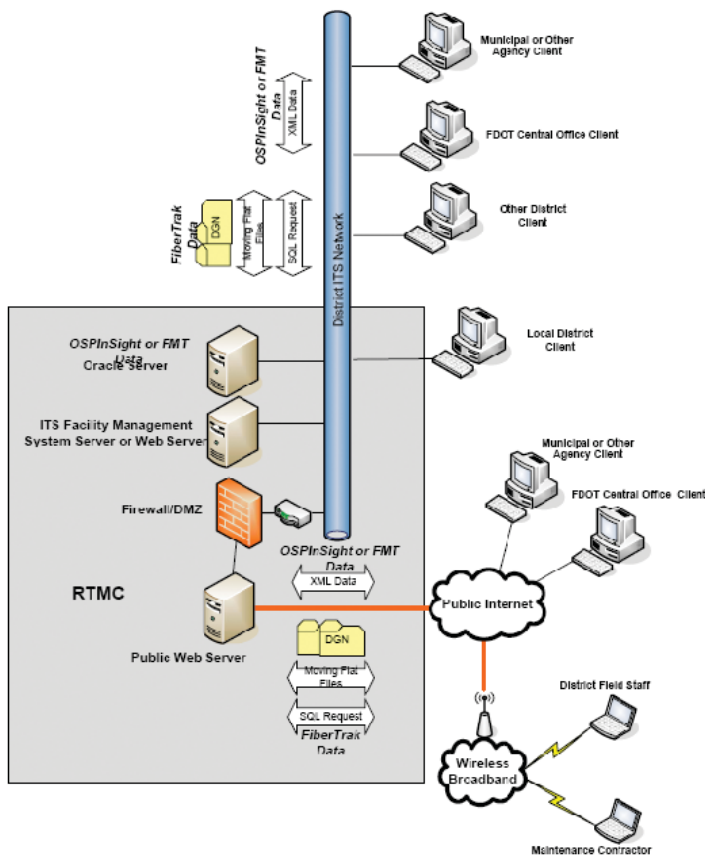 Municipal or Other
Agency Client
OSPInSight or FMT
Data
XML Data
FDOT Central Office Client
FiberTrak
Data
DGN
Moving Flat
Files
SQL Request
Other District
Client
District ITS Network
OSPInSight or FMT
Data
Oracle Server
Local District
Client
ITS Facility Management
System Server or Web Server
Municipal or Other
Agency Client
FDOT Central Office Client
Firewall/DMZ
OSPInSight or FMT
Data
XML Data
RTMC
Public Internet
Public Web Server
DGN
Moving Flat
Files
SQL Request
FiberTrak
Data
District Field Staff
Wireless
Broadband
Maintenance Contractor